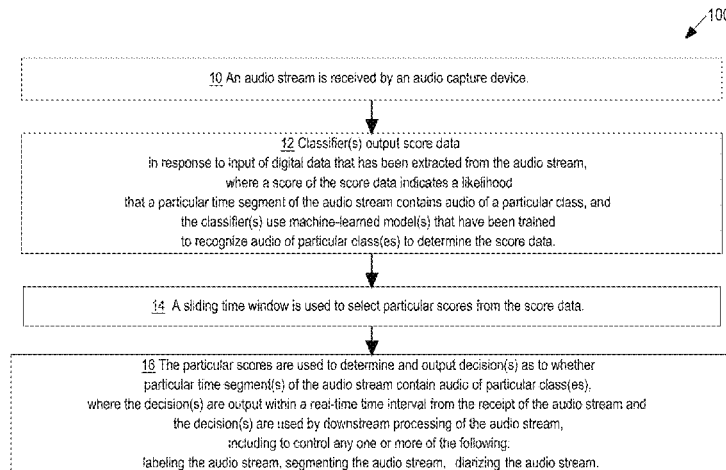 100
10 An audio stream is received by an audio capture device.
12 Classifier(s) output score data
in response to input of digital data that has been extracted from the audio stream,
where a score of the score data indicates a likelihood
that a particular time segment of the audio stream contains audio of a particular class, and
the classifier(s) use machine-learned model(s) that have been trained
to recognize audio of particular class(es) to determine the score data.
14 A sliding time window is used to select particular scores from the score data.
16 The particular scores are used to determine and output decision(s) as to whether
particular time segment(s) of the audio stream contain audio of particular class(es),
where the decision(s) are output within a real-time time interval from the receipt of the audio stream and
the decision(s) are used by downstream processing of the audio stream,
including to control any one or more of the following:
labeling the audio stream, segmenting the audio stream, diarizing the audio stream.